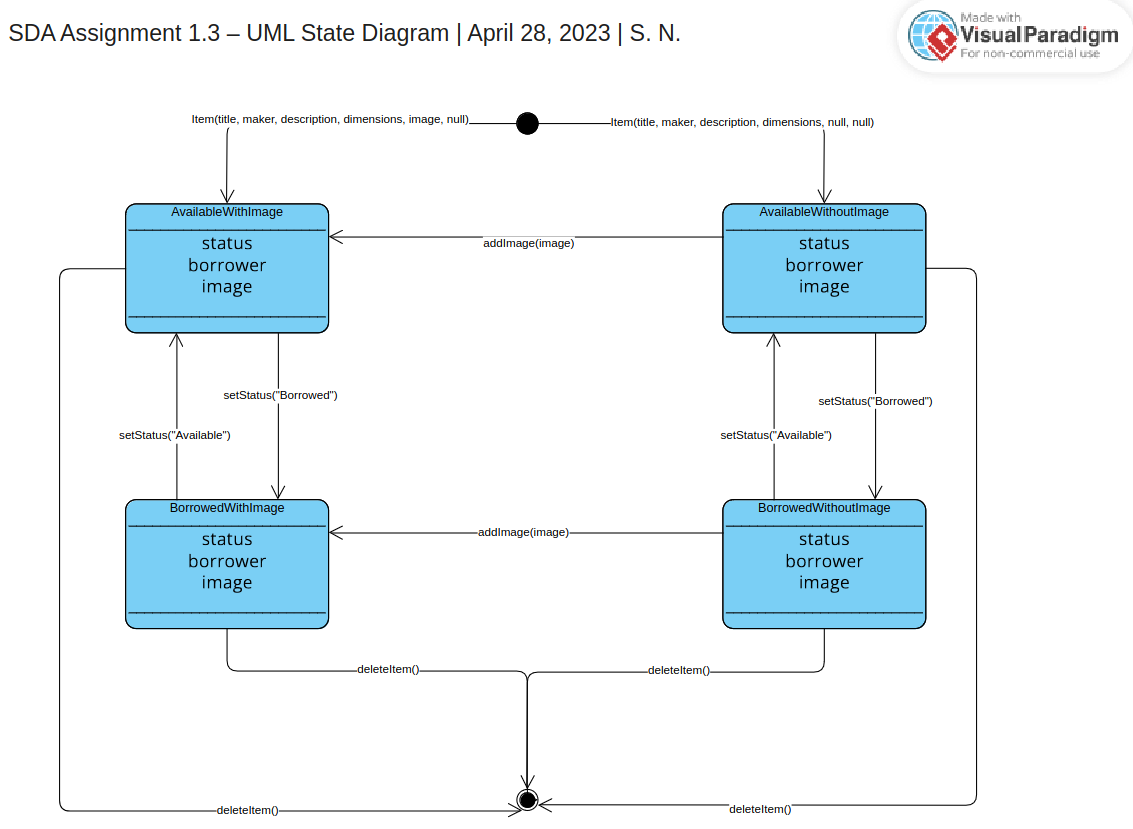 SDA Assignment 1.3 – UML State Diagram | April 28, 2023 | S. N.
Made with
Visual Paradigm
For non-commercial use
Item(title, maker, description, dimensions, image, null)
Item(title, maker, description, dimensions, null, null)
AvailableWithImage
status
borrower
image
AvailableWithoutImage
status
borrower
image
addImage(image)
setStatus("Borrowed")
setStatus("Available")
setStatus("Borrowed")
setStatus("Available")
BorrowedWithImage
status
borrower
image
BorrowedWithoutImage
status
borrower
image
addImage(image)
deleteItem()
deleteItem()
deleteItem()
deleteItem()